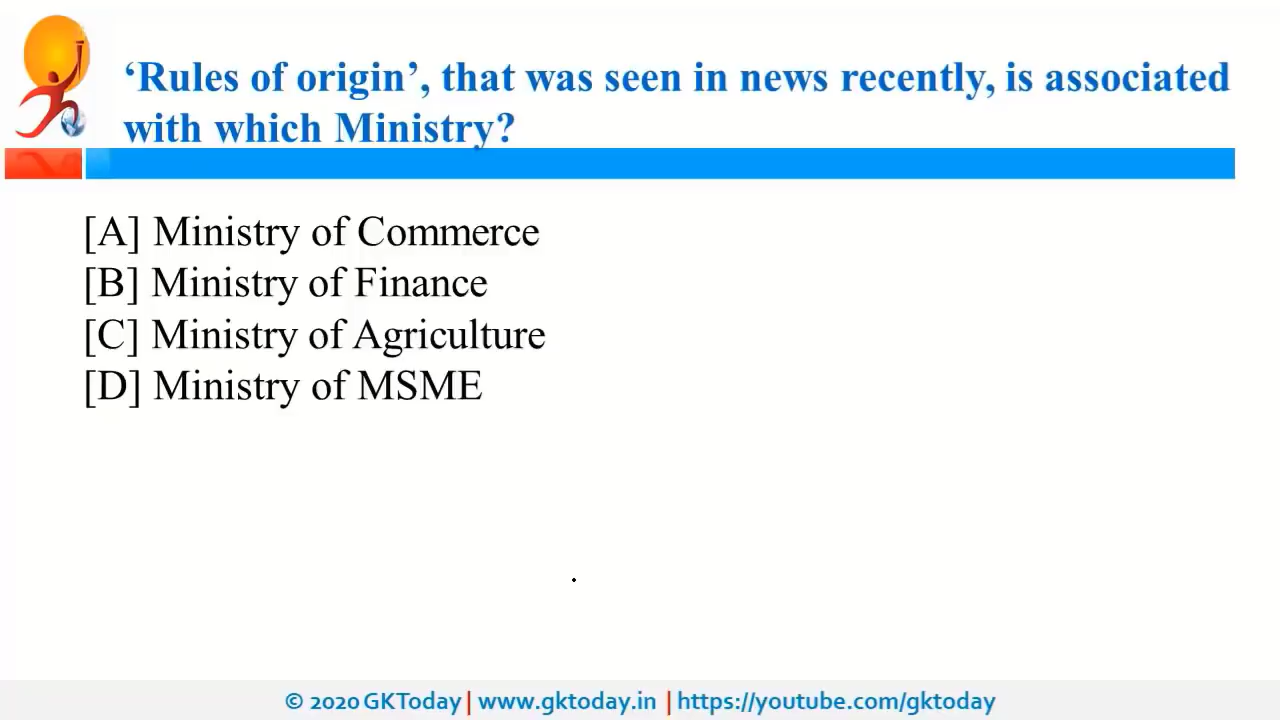 ‘Rules of origin’, that was seen in news recently, is associated
with which Ministry?
[A] Ministry of Commerce
[B] Ministry of Finance
[C] Ministry of Agriculture
[D] Ministry of MSME
© 2020 GKToday | www.gktoday.in | https://youtube.com/gktoday